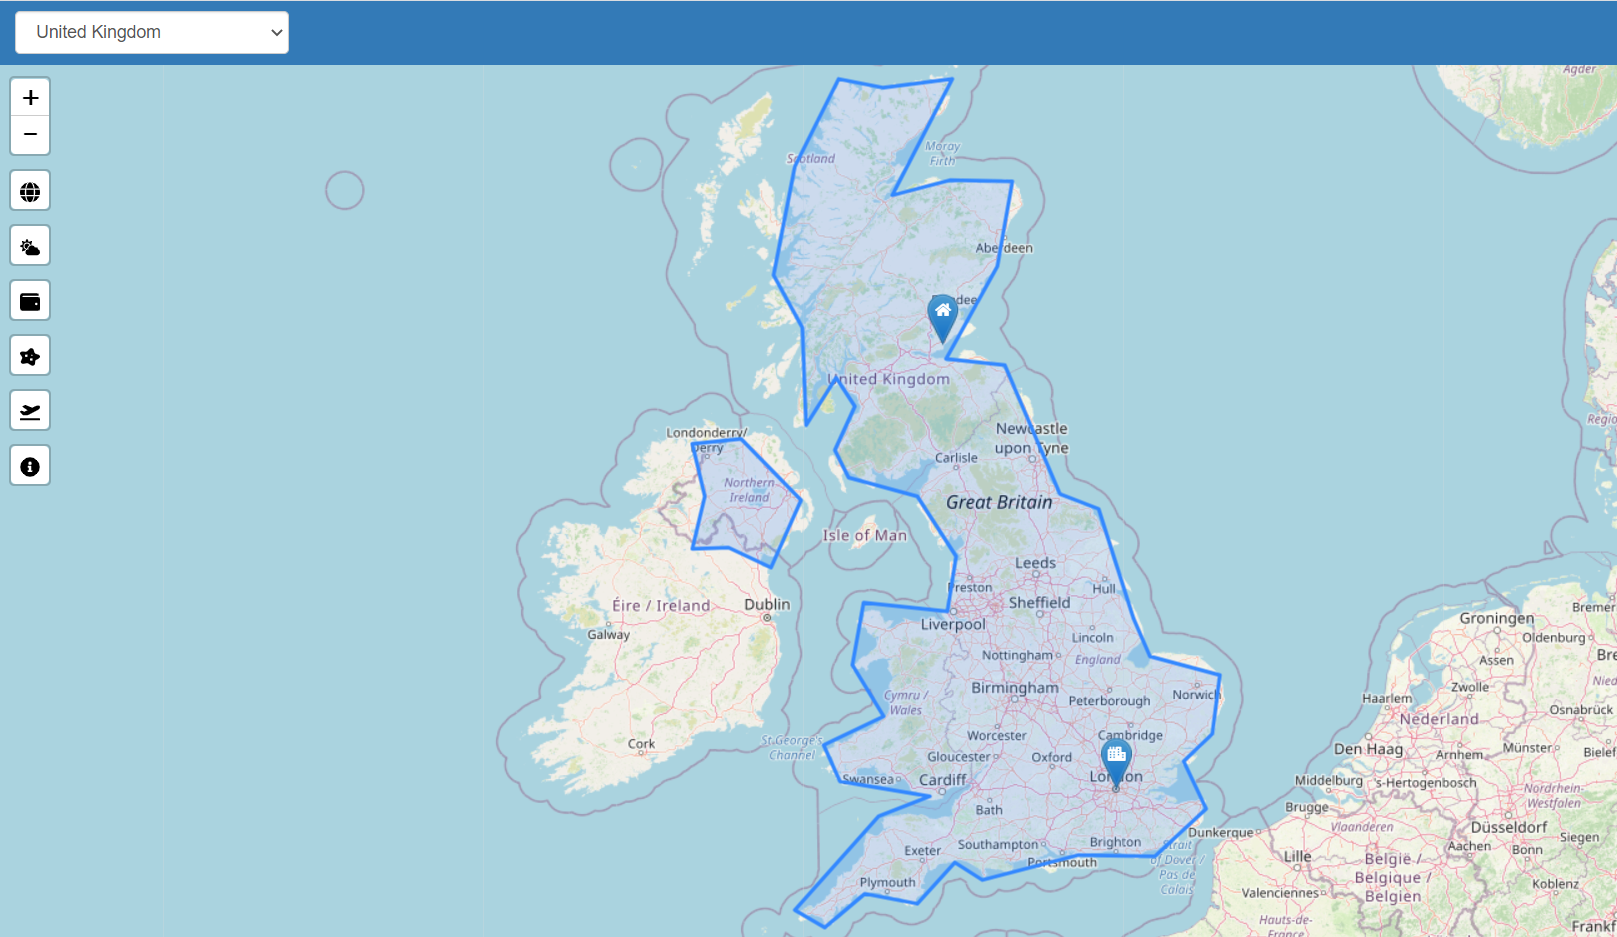 United Kingdom
+
−
Agder
Moray
Firth
Scotland
Aberdeen
United Kingdom
Londonderry/
Derry
Newcastle
upon Tyne
Carlisle
Northern
Ireland
Great Britain
Isle of Man
Leeds
Preston
Hull
Éire / Ireland
Dublin
Sheffield
Liverpool
Galway
Lincoln
Nottingham
England
Birmingham
Peterborough
Norwich
Cymru /
Wales
Worcester
Cambridge
St George's
Channel
Cork
Gloucester
Oxford
Swansea
Cardiff
London
Bath
Exeter
Southampton
Brighton
Portsmouth
Plymouth
Strait
of Dover /
Pas de
Calais
Dunkerque
Groningen
Bremer
Oldenburg
Assen
Bre
Zwolle
Haarlem
Nederland
Nied
Osnabrück
Den Haag
Arnhem
Münster
Bielef
Middelburg
's-Hertogenbosch
Brugge
Nordrhein-
Westfalen
Vlaanderen
Düsseldorf
Siegen
Aachen
Bonn
Lille
België /
Belgique /
Belgien
Koblenz
Valenciennes
Hauts-de-
France
Frankf
Régio